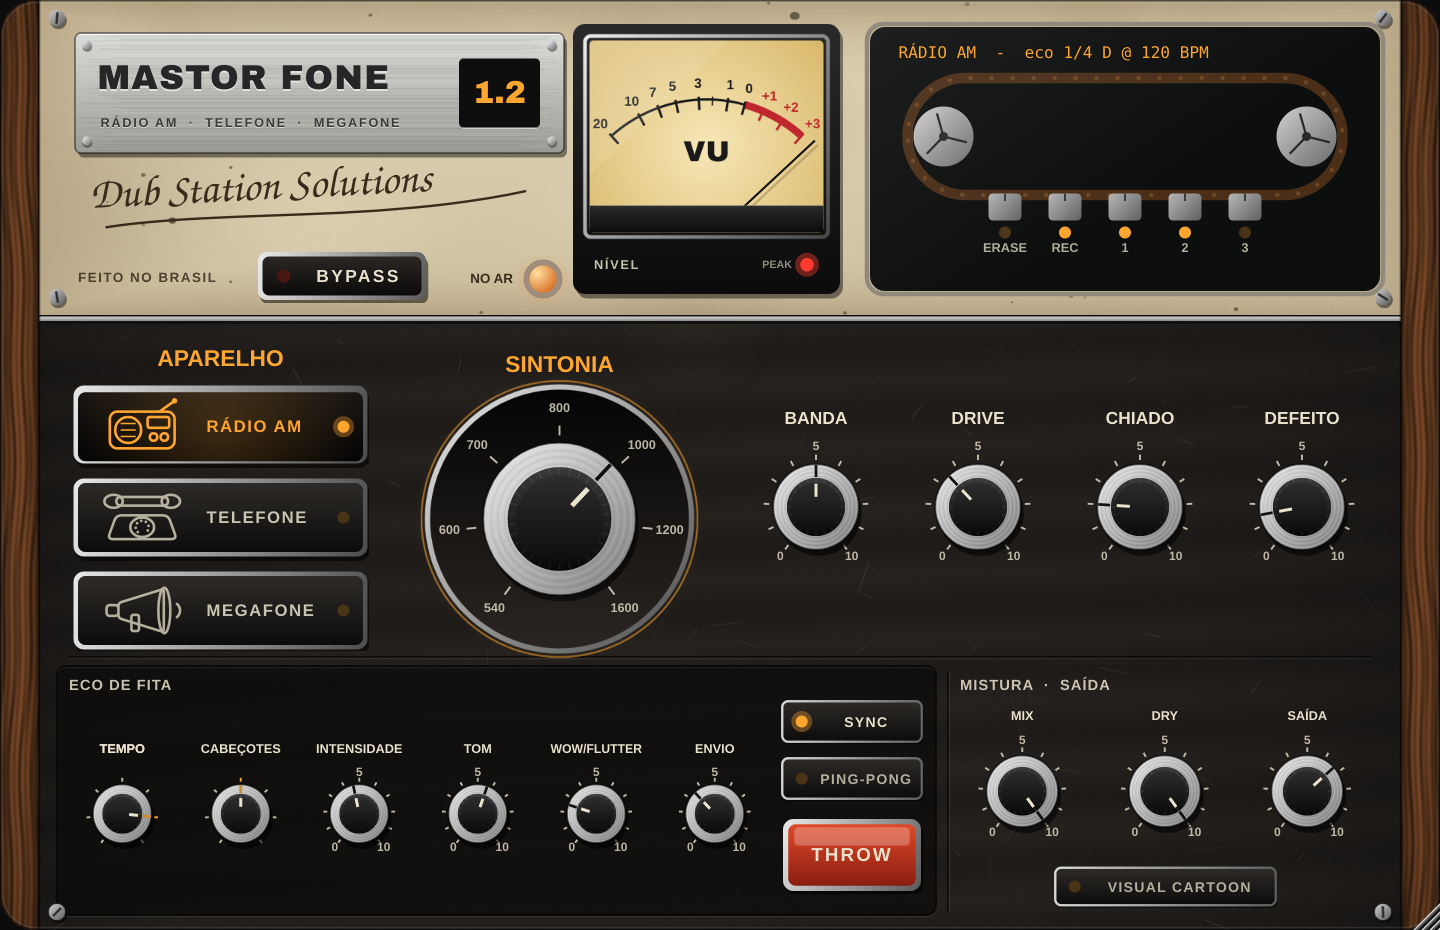 MASTOR FONE
1.2
RÁDIO AM · TELEFONE · MEGAFONE
Dub Station Solutions
FEITO NO BRASIL
BYPASS
NO AR
20 10 7 5 3 1 0 +1 +2 +3
VU
NÍVEL
PEAK
RÁDIO AM - eco 1/4 D @ 120 BPM
ERASE REC 1 2 3
APARELHO
RÁDIO AM
TELEFONE
MEGAFONE
SINTONIA
800
700 1000
600 1200
540 1600
BANDA DRIVE CHIADO DEFEITO
5 5 5 5
0 10 0 10 0 10 0 10
ECO DE FITA
TEMPO CABEÇOTES INTENSIDADE TOM WOW/FLUTTER ENVIO
5 5 5 5
0 10 0 10 0 10 0 10
SYNC
PING-PONG
THROW
MISTURA · SAÍDA
MIX DRY SAÍDA
5 5 5
0 10 0 10 0 10
VISUAL CARTOON